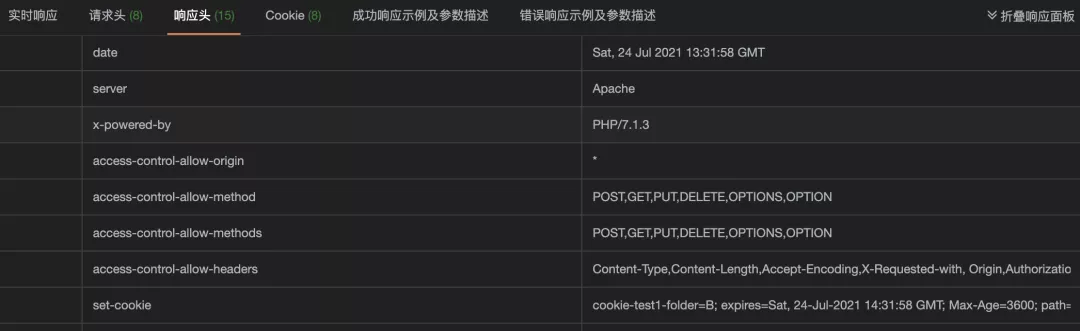 实时响应 请求头 (8) 响应头 (15) Cookie (8) 成功响应示例及参数描述 错误响应示例及参数描述 折叠响应面板
date Sat, 24 Jul 2021 13:31:58 GMT
server Apache
x-powered-by PHP/7.1.3
access-control-allow-origin *
access-control-allow-method POST,GET,PUT,DELETE,OPTIONS,OPTION
access-control-allow-methods POST,GET,PUT,DELETE,OPTIONS,OPTION
access-control-allow-headers Content-Type,Content-Length,Accept-Encoding,X-Requested-with, Origin,Authorizatio
set-cookie cookie-test1-folder=B; expires=Sat, 24-Jul-2021 14:31:58 GMT; Max-Age=3600; path=